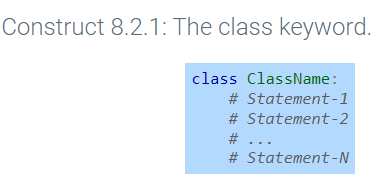 Construct 8.2.1: The class keyword.
class ClassName:
    # Statement-1
    # Statement-2
    # ...
    # Statement-N